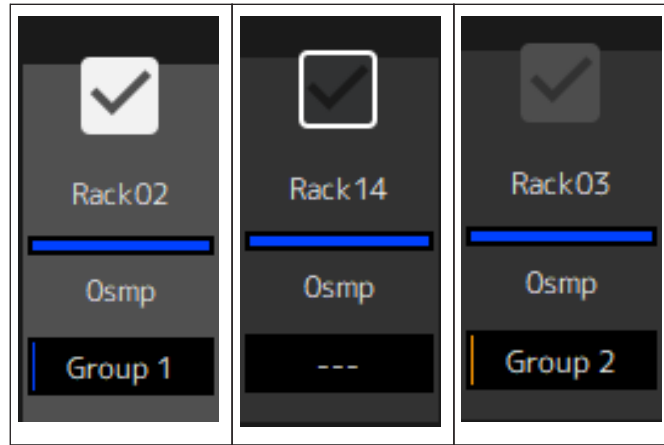 Rack02
0smp
Group 1
Rack14
0smp
---
Rack03
0smp
Group 2